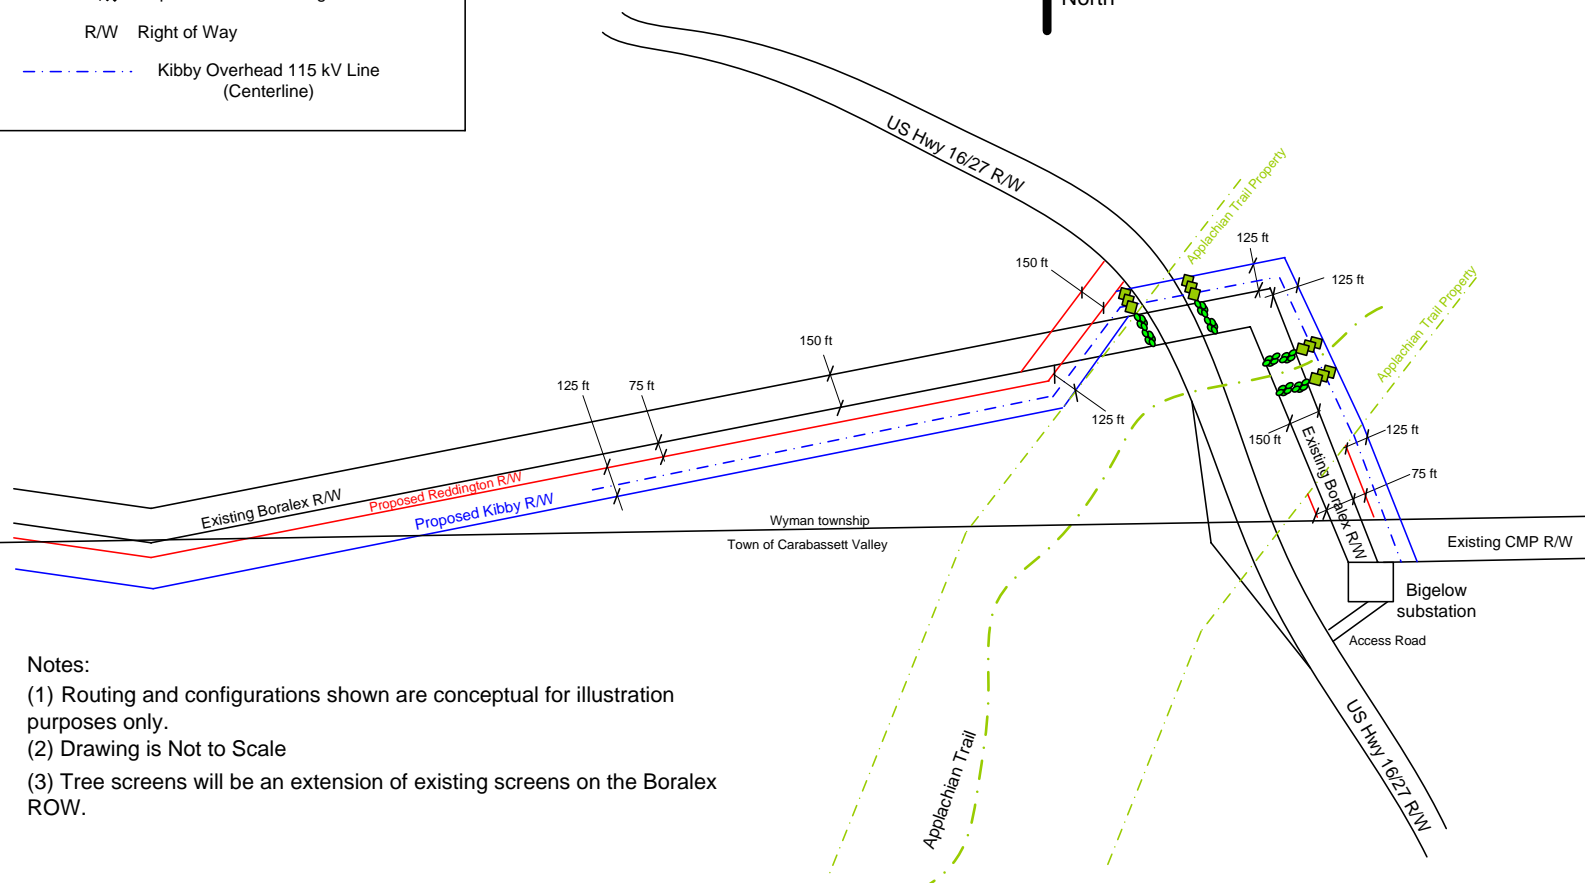 North
R/W Right of Way
Kibby Overhead 115 kV Line
(Centerline)
US Hwy 16/27 R/W
Applachian Trail Property
125 ft
150 ft
125 ft
Applachian Trail Property
150 ft
125 ft
75 ft
125 ft
150 ft
125 ft
75 ft
Existing Boralex R/W
Existing Boralex R/W
Proposed Reddington R/W
Proposed Kibby R/W
Wyman township
Town of Carabassett Valley
Existing CMP R/W
Bigelow
substation
Access Road
Notes:
(1) Routing and configurations shown are conceptual for illustration
purposes only.
(2) Drawing is Not to Scale
(3) Tree screens will be an extension of existing screens on the Boralex
ROW.
Applachian Trail
US Hwy 16/27 R/W